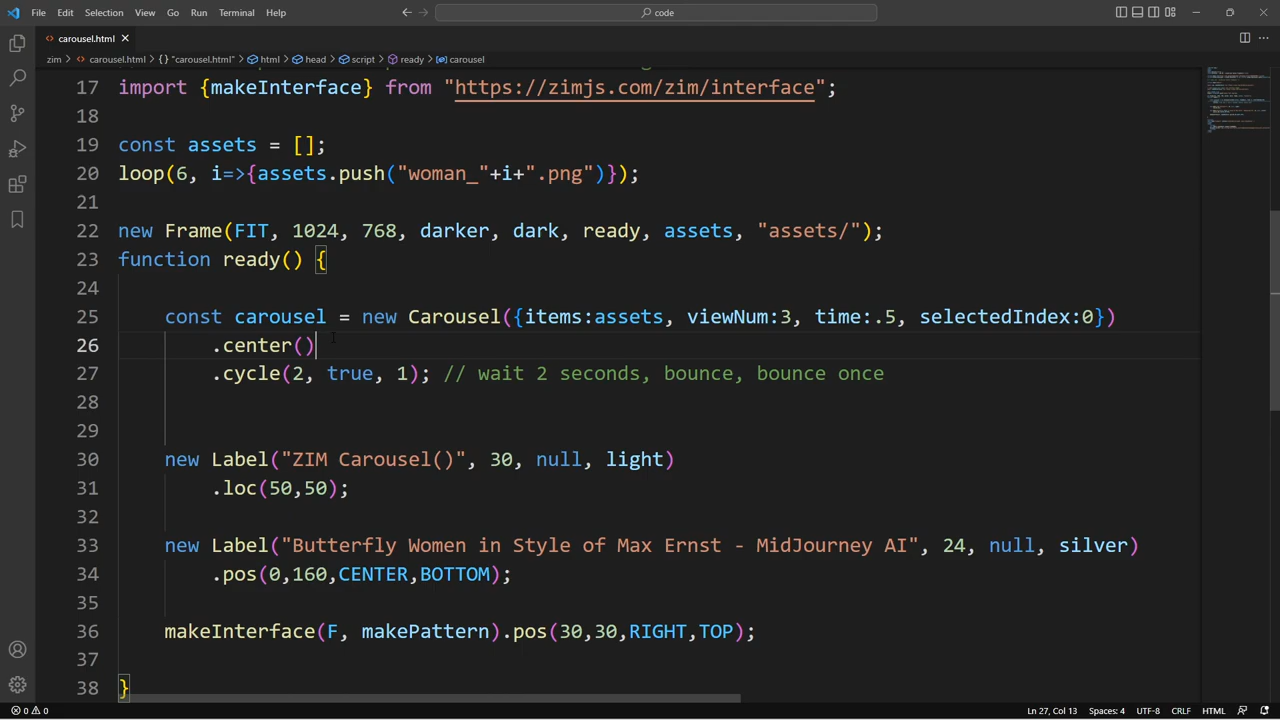 File Edit Selection View Go Run Terminal Help
code
carousel.html
zim > carousel.html > "carousel.html" > html > head > script > ready > carousel
17 import {makeInterface} from "https://zimjs.com/zim/interface";
18
19 const assets = [];
20 loop(6, i=>{assets.push("woman_"+i+".png")});
21
22 new Frame(FIT, 1024, 768, darker, dark, ready, assets, "assets/");
23 function ready() {
24
25 const carousel = new Carousel({items:assets, viewNum:3, time:.5, selectedIndex:0})
26 .center()
27 .cycle(2, true, 1); // wait 2 seconds, bounce, bounce once
28
29
30 new Label("ZIM Carousel()", 30, null, light)
31 .loc(50,50);
32
33 new Label("Butterfly Women in Style of Max Ernst - MidJourney AI", 24, null, silver)
34 .pos(0,160,CENTER,BOTTOM);
35
36 makeInterface(F, makePattern).pos(30,30,RIGHT,TOP);
37
38 }
0 0 Ln 27, Col 13 Spaces: 4 UTF-8 CRLF HTML